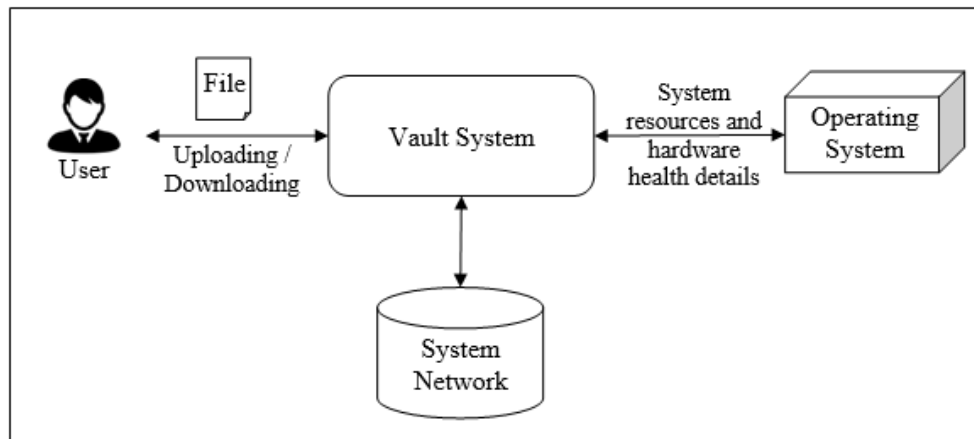 File
User
Uploading /
Downloading
Vault System
System
resources and
hardware
health details
Operating
System
System
Network